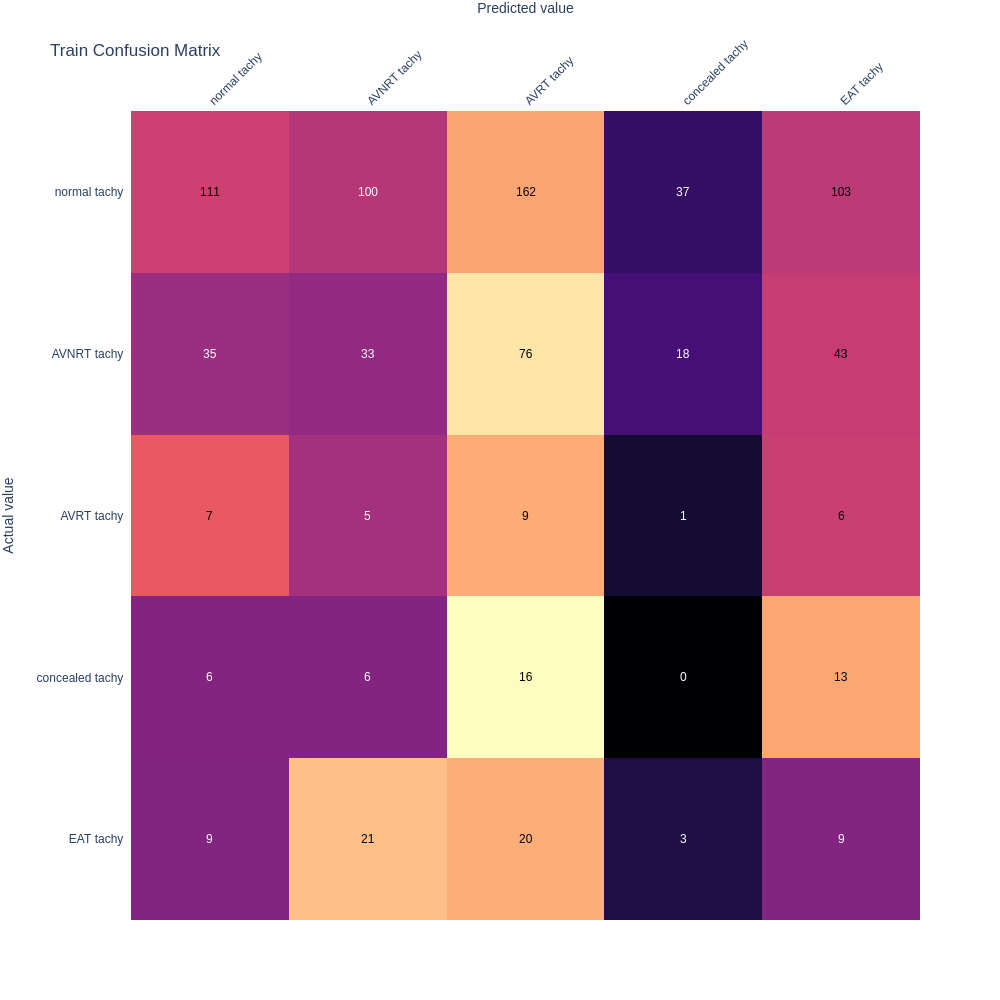 Predicted value
Train Confusion Matrix
normal tachy
AVNRT tachy
AVRT tachy
concealed tachy
EAT tachy
normal tachy 111 100 162 37 103
AVNRT tachy 35 33 76 18 43
Actual value
AVRT tachy 7 5 9 1 6
concealed tachy 6 6 16 0 13
EAT tachy 9 21 20 3 9